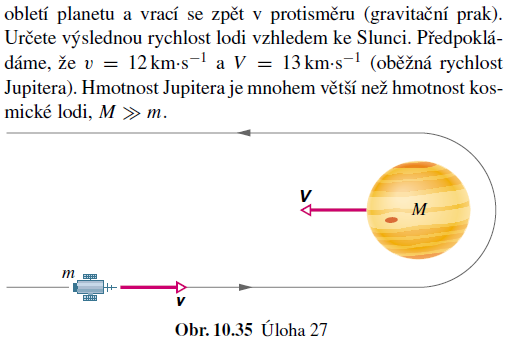 obletí planetu a vrací se zpět v protisměru (gravitační prak).
Určete výslednou rychlost lodi vzhledem ke Slunci. Předpoklá-
dáme, že v = 12 km·s⁻¹ a V = 13 km·s⁻¹ (oběžná rychlost
Jupitera). Hmotnost Jupitera je mnohem větší než hmotnost kos-
mické lodi, M ≫ m.
V
M
m
v
Obr. 10.35 Úloha 27